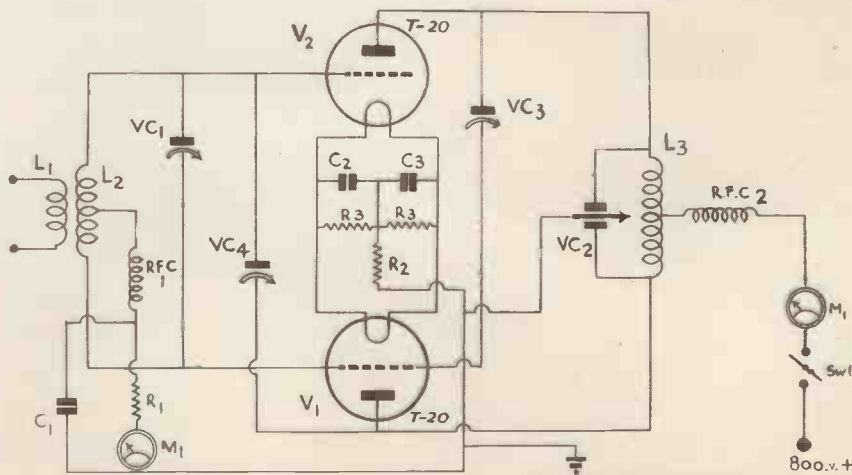 V2
T-20
VC1
VC3
L1
L2
C2
C3
L3
R.F.C 2
R3
R3
VC4
VC2
RFC 1
R2
M1
Sw1
C1
R1
V1
T-20
M1
800.v.+